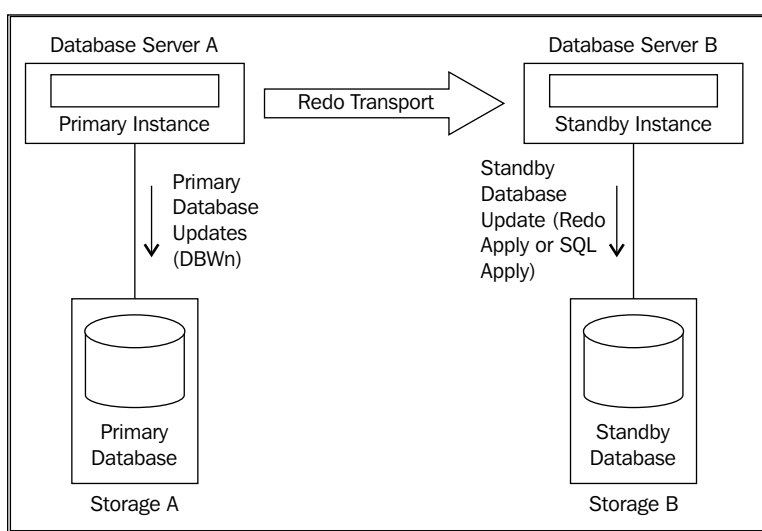 Database Server A
Primary Instance
Redo Transport
Database Server B
Standby Instance
Primary
Database
Updates
(DBWn)
Standby
Database
Update (Redo
Apply or SQL
Apply)
Primary
Database
Storage A
Standby
Database
Storage B